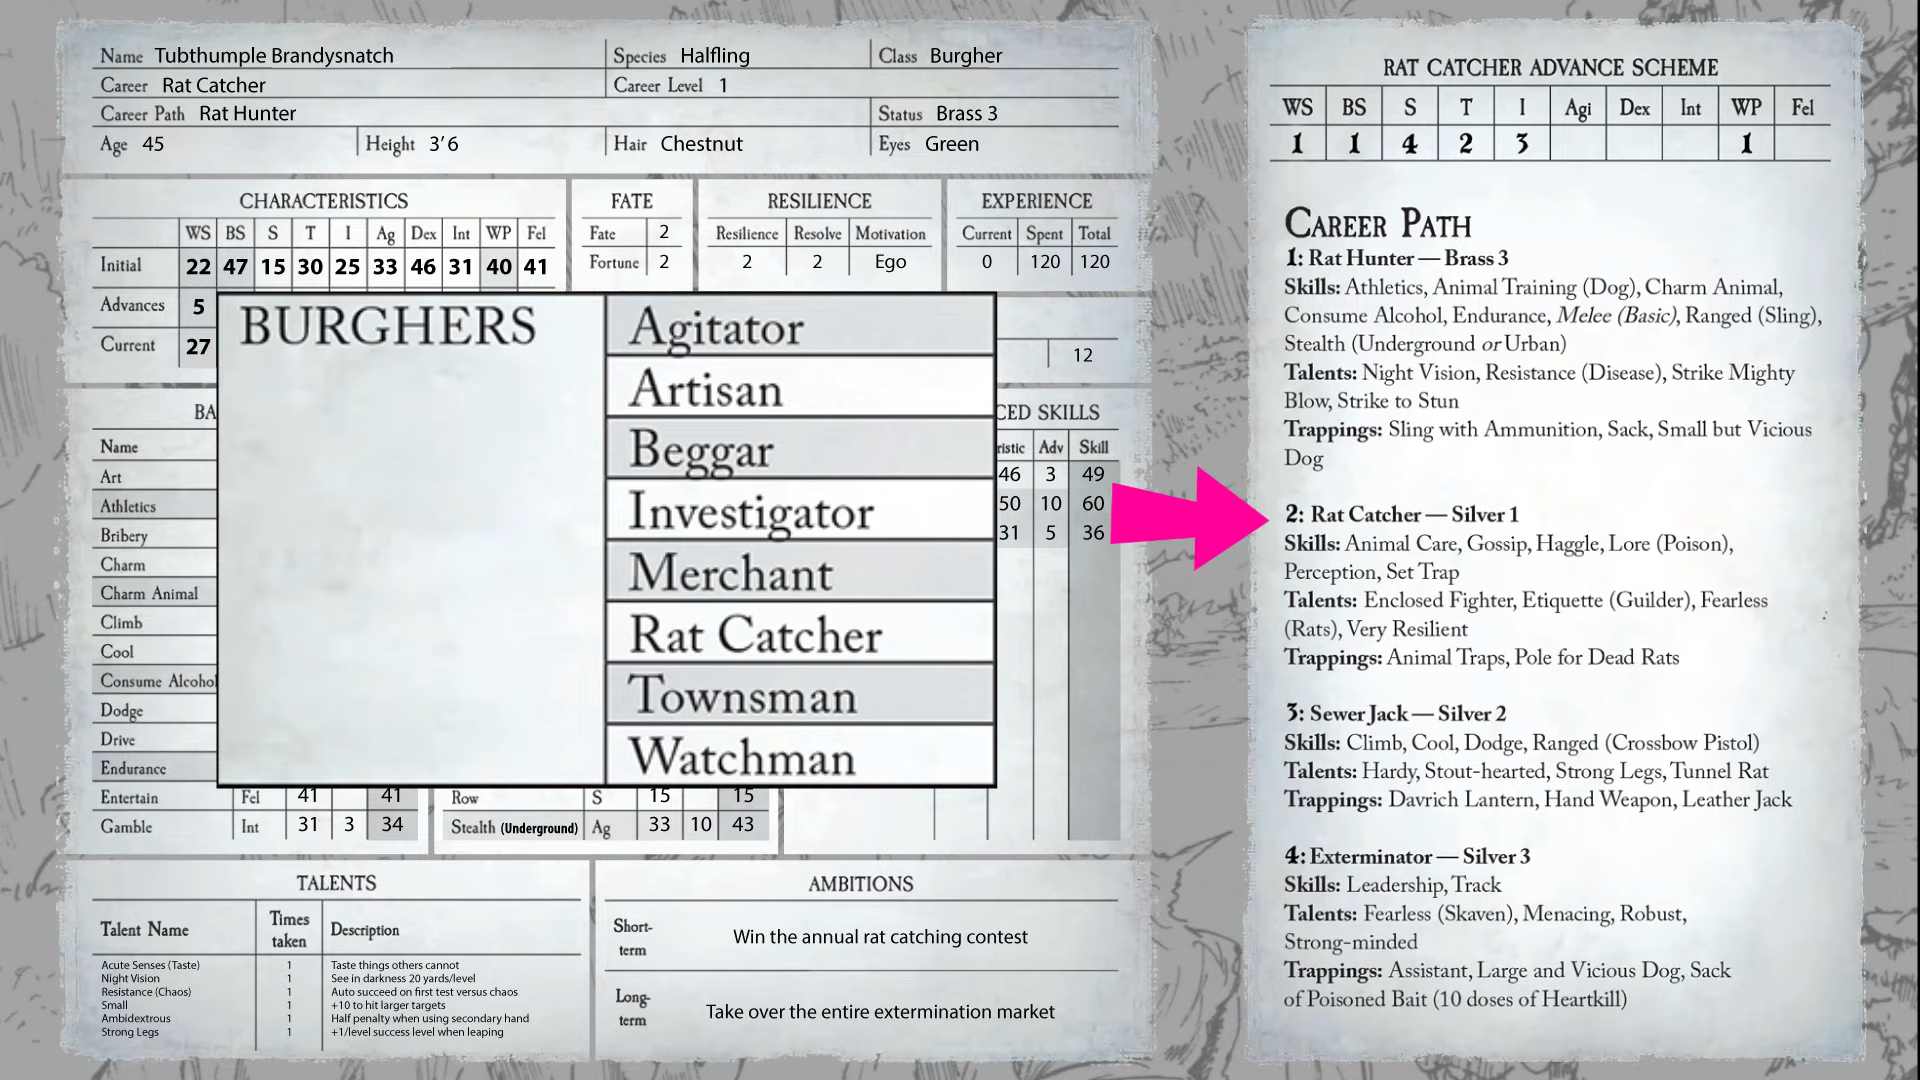 Name Tubthumple Brandysnatch Species Halfling Class Burgher
Career Rat Catcher Career Level 1
Career Path Rat Hunter Status Brass 3
Age 45 Height 3'6 Hair Chestnut Eyes Green
CHARACTERISTICS
WS BS S T I Ag Dex Int WP Fel
Initial 22 47 15 30 25 33 46 31 40 41
Advances 5
Current 27
FATE
Fate 2
Fortune 2
RESILIENCE
Resilience Resolve Motivation
2 2 Ego
EXPERIENCE
Current Spent Total
0 120 120
12
BURGHERS
Agitator
Artisan
Beggar
Investigator
Merchant
Rat Catcher
Townsman
Watchman
BA
Name
Art
Athletics
Bribery
Charm
Charm Animal
Climb
Cool
Consume Alcohol
Dodge
Drive
Endurance
Entertain Fel 41 41
Gamble Int 31 3 34
Row S 15 15
Stealth (Underground) Ag 33 10 43
CED SKILLS
ristic Adv Skill
46 3 49
50 10 60
31 5 36
TALENTS
Talent Name Times taken Description
Acute Senses (Taste) 1 Taste things others cannot
Night Vision 1 See in darkness 20 yards/level
Resistance (Chaos) 1 Auto succeed on first test versus chaos
Small 1 +10 to hit larger targets
Ambidextrous 1 Half penalty when using secondary hand
Strong Legs 1 +1/level success level when leaping
AMBITIONS
Short-term Win the annual rat catching contest
Long-term Take over the entire extermination market
RAT CATCHER ADVANCE SCHEME
WS BS S T I Agi Dex Int WP Fel
1 1 4 2 3 1
CAREER PATH
1: Rat Hunter — Brass 3
Skills: Athletics, Animal Training (Dog), Charm Animal,
Consume Alcohol, Endurance, Melee (Basic), Ranged (Sling),
Stealth (Underground or Urban)
Talents: Night Vision, Resistance (Disease), Strike Mighty
Blow, Strike to Stun
Trappings: Sling with Ammunition, Sack, Small but Vicious
Dog
2: Rat Catcher — Silver 1
Skills: Animal Care, Gossip, Haggle, Lore (Poison),
Perception, Set Trap
Talents: Enclosed Fighter, Etiquette (Guilder), Fearless
(Rats), Very Resilient
Trappings: Animal Traps, Pole for Dead Rats
3: Sewer Jack — Silver 2
Skills: Climb, Cool, Dodge, Ranged (Crossbow Pistol)
Talents: Hardy, Stout-hearted, Strong Legs, Tunnel Rat
Trappings: Davrich Lantern, Hand Weapon, Leather Jack
4: Exterminator — Silver 3
Skills: Leadership, Track
Talents: Fearless (Skaven), Menacing, Robust,
Strong-minded
Trappings: Assistant, Large and Vicious Dog, Sack
of Poisoned Bait (10 doses of Heartkill)